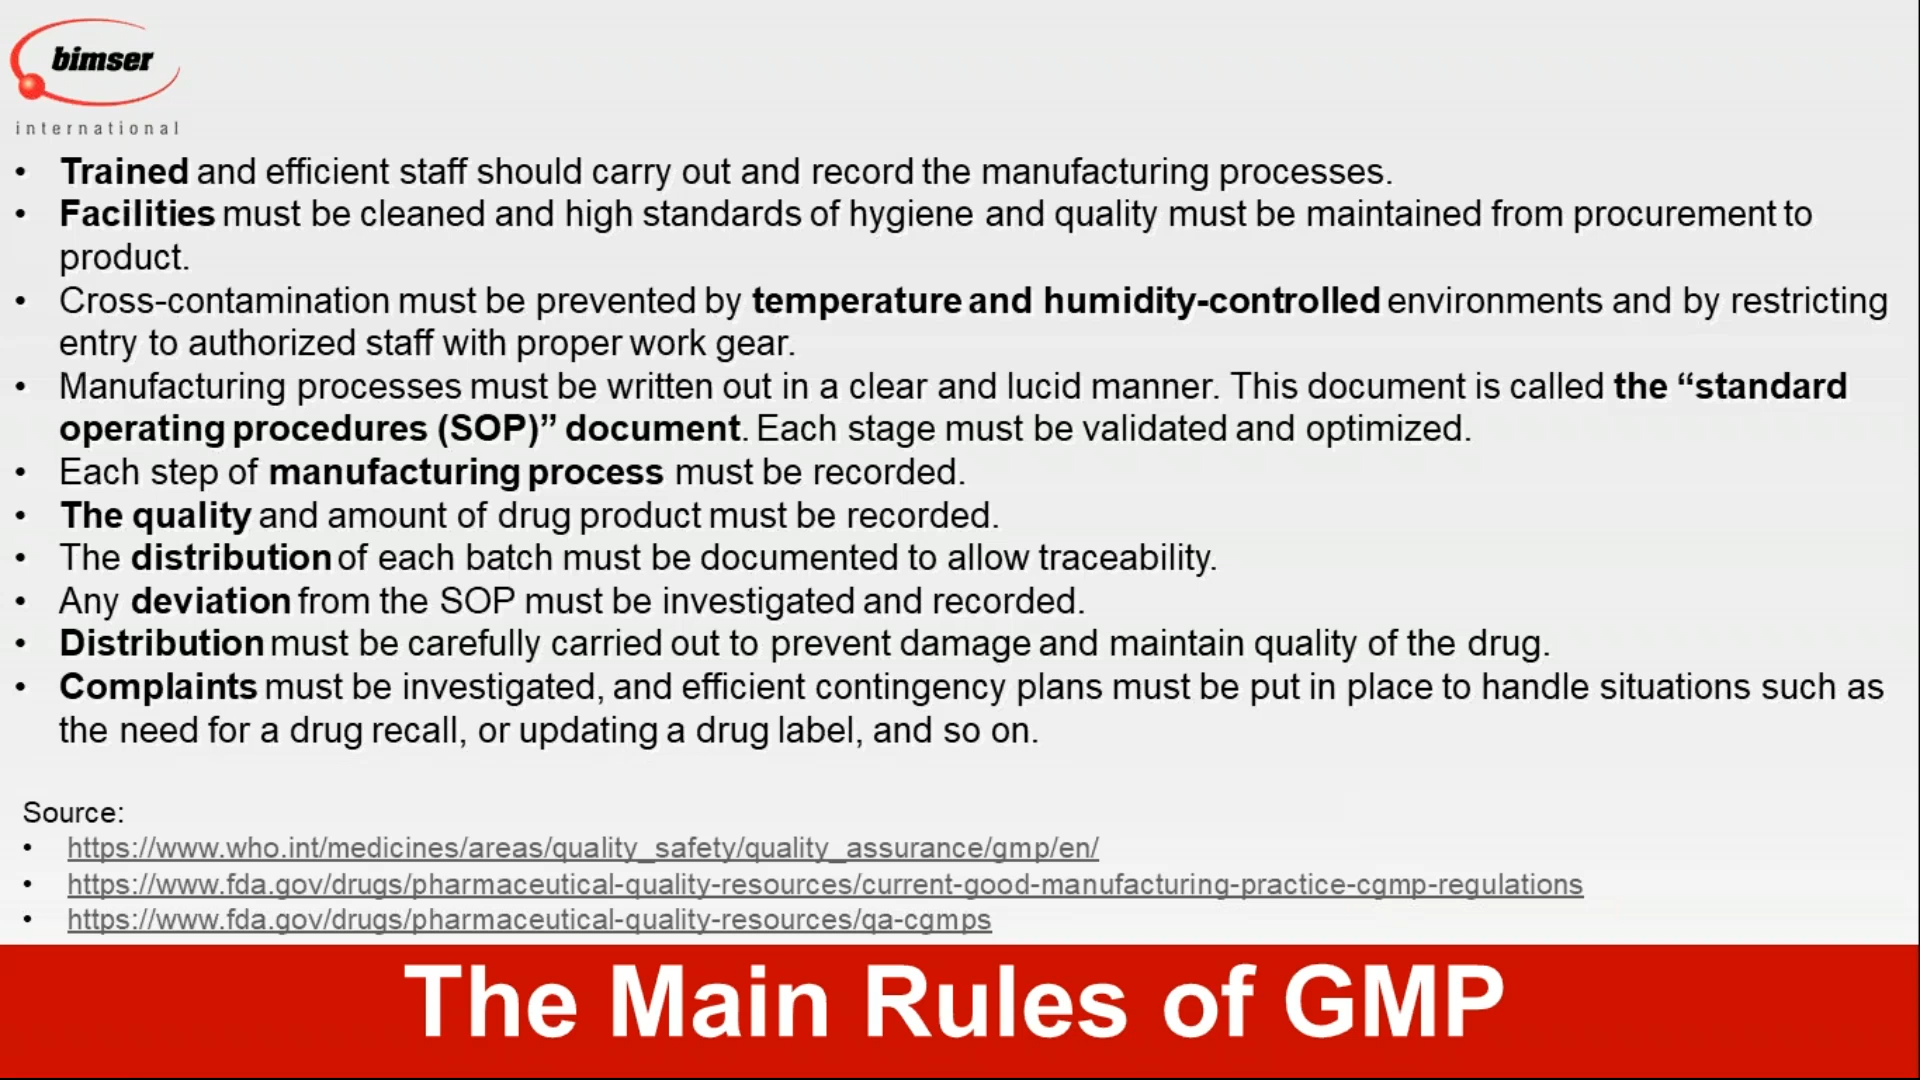 bimser
international
• Trained and efficient staff should carry out and record the manufacturing processes.
• Facilities must be cleaned and high standards of hygiene and quality must be maintained from procurement to
product.
• Cross-contamination must be prevented by temperature and humidity-controlled environments and by restricting
entry to authorized staff with proper work gear.
• Manufacturing processes must be written out in a clear and lucid manner. This document is called the “standard
operating procedures (SOP)” document. Each stage must be validated and optimized.
• Each step of manufacturing process must be recorded.
• The quality and amount of drug product must be recorded.
• The distribution of each batch must be documented to allow traceability.
• Any deviation from the SOP must be investigated and recorded.
• Distribution must be carefully carried out to prevent damage and maintain quality of the drug.
• Complaints must be investigated, and efficient contingency plans must be put in place to handle situations such as
the need for a drug recall, or updating a drug label, and so on.
Source:
• https://www.who.int/medicines/areas/quality_safety/quality_assurance/gmp/en/
• https://www.fda.gov/drugs/pharmaceutical-quality-resources/current-good-manufacturing-practice-cgmp-regulations
• https://www.fda.gov/drugs/pharmaceutical-quality-resources/qa-cgmps
The Main Rules of GMP